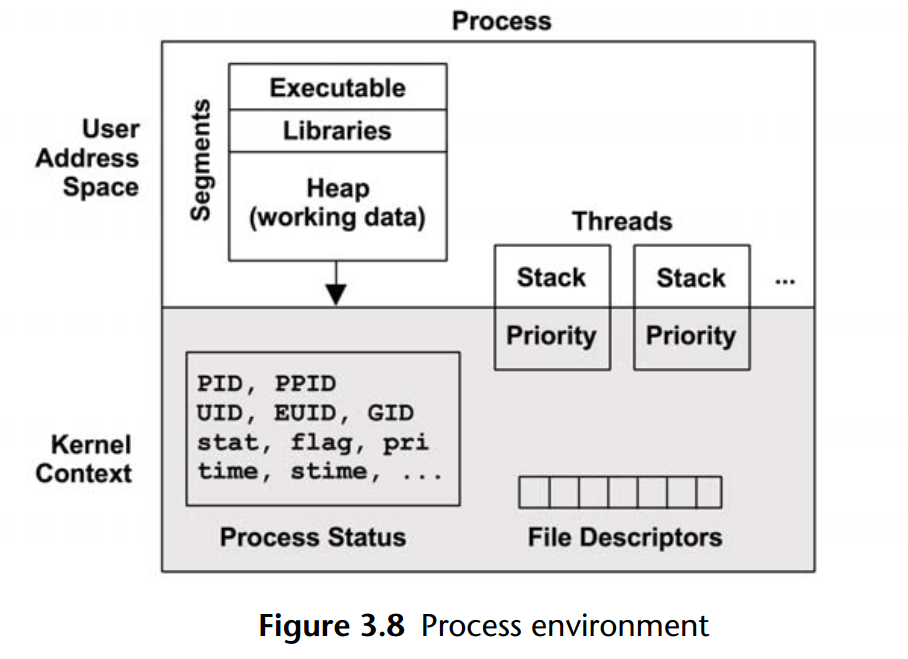 Process
User
Address
Space
Segments
Executable
Libraries
Heap
(working data)
Threads
Stack
Stack
...
Priority
Priority
Kernel
Context
PID, PPID
UID, EUID, GID
stat, flag, pri
time, stime, ...
Process Status
File Descriptors
Figure 3.8 Process environment